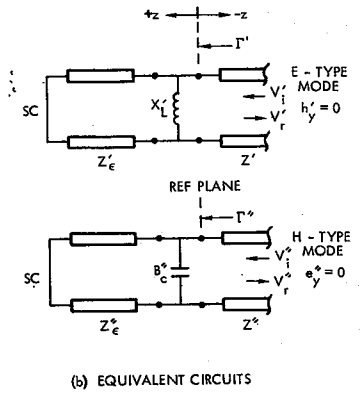 +z -z
Γ'
E - TYPE
MODE
h'y = 0
V'i
V'r
SC
X'L
Z'ε
Z'
REF PLANE
Γ"
H - TYPE
MODE
e"y = 0
V"i
V"r
SC
B"c
Z"ε
Z"
(b) EQUIVALENT CIRCUITS